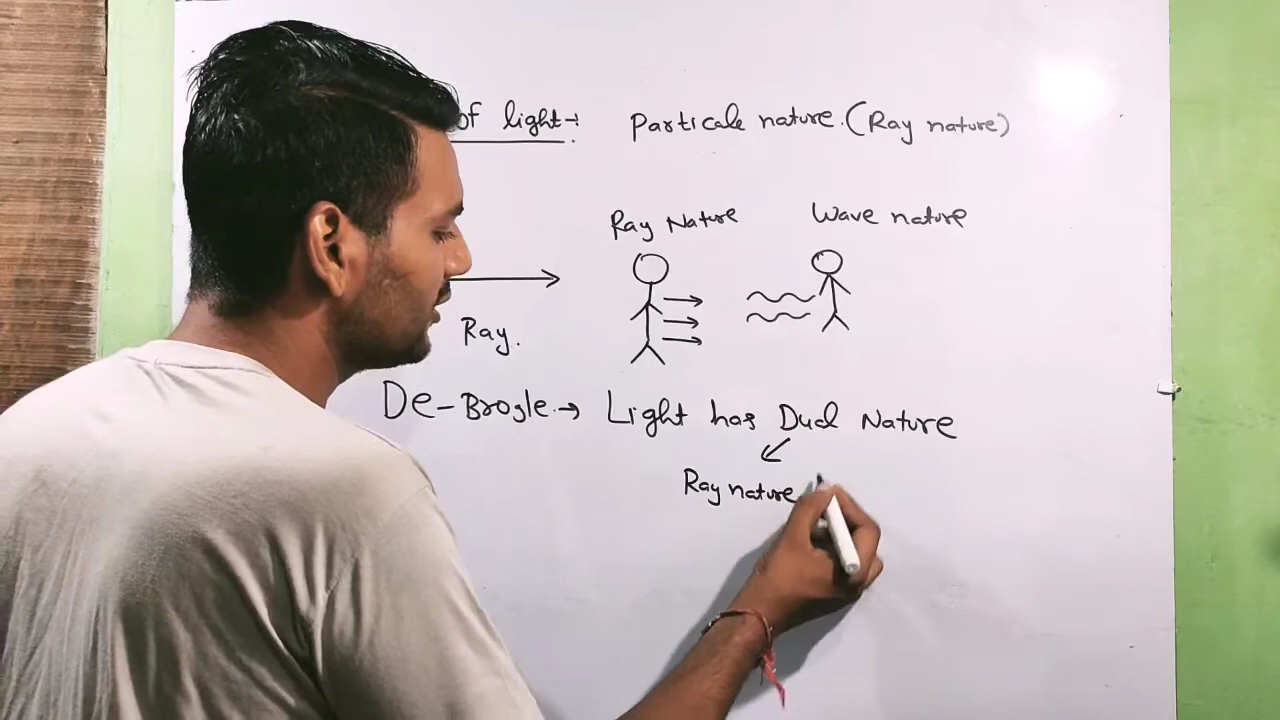 of light→: Particale nature.(Ray nature)
Ray Nature Wave nature
Ray.
De-Brogle.→ Light has Dual Nature
Ray nature